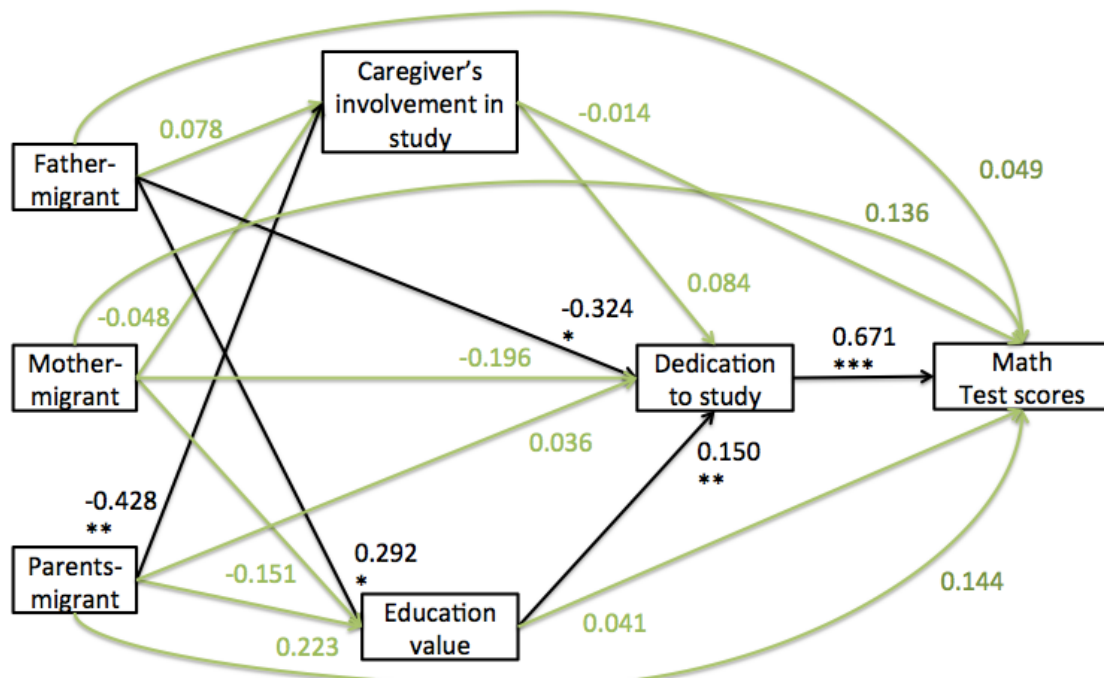 Caregiver's
involvement in
study
-0.014
0.078
Father-
migrant
0.049
0.136
-0.048
0.084
-0.324
*
0.671
***
Mother-
migrant
-0.196
Dedication
to study
Math
Test scores
0.036
0.150
**
-0.428
**
Parents-
migrant
-0.151
0.292
*
0.144
0.041
Education
value
0.223